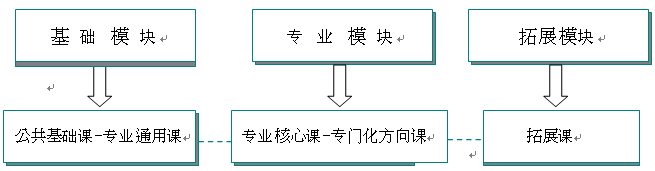 基 础 模 块
专 业 模 块
拓展模块
公共基础课-专业通用课
专业核心课-专门化方向课
拓展课